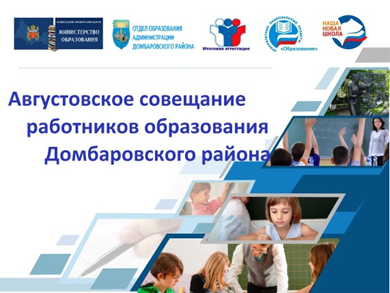 МИНИСТЕРСТВО
ОБРАЗОВАНИЯ
ОТДЕЛ ОБРАЗОВАНИЯ
АДМИНИСТРАЦИИ
ДОМБАРОВСКОГО РАЙОНА
Итоговая аттестация
«Образование»
НАША
НОВАЯ
ШКОЛА
Августовское совещание
работников образования
Домбаровского района